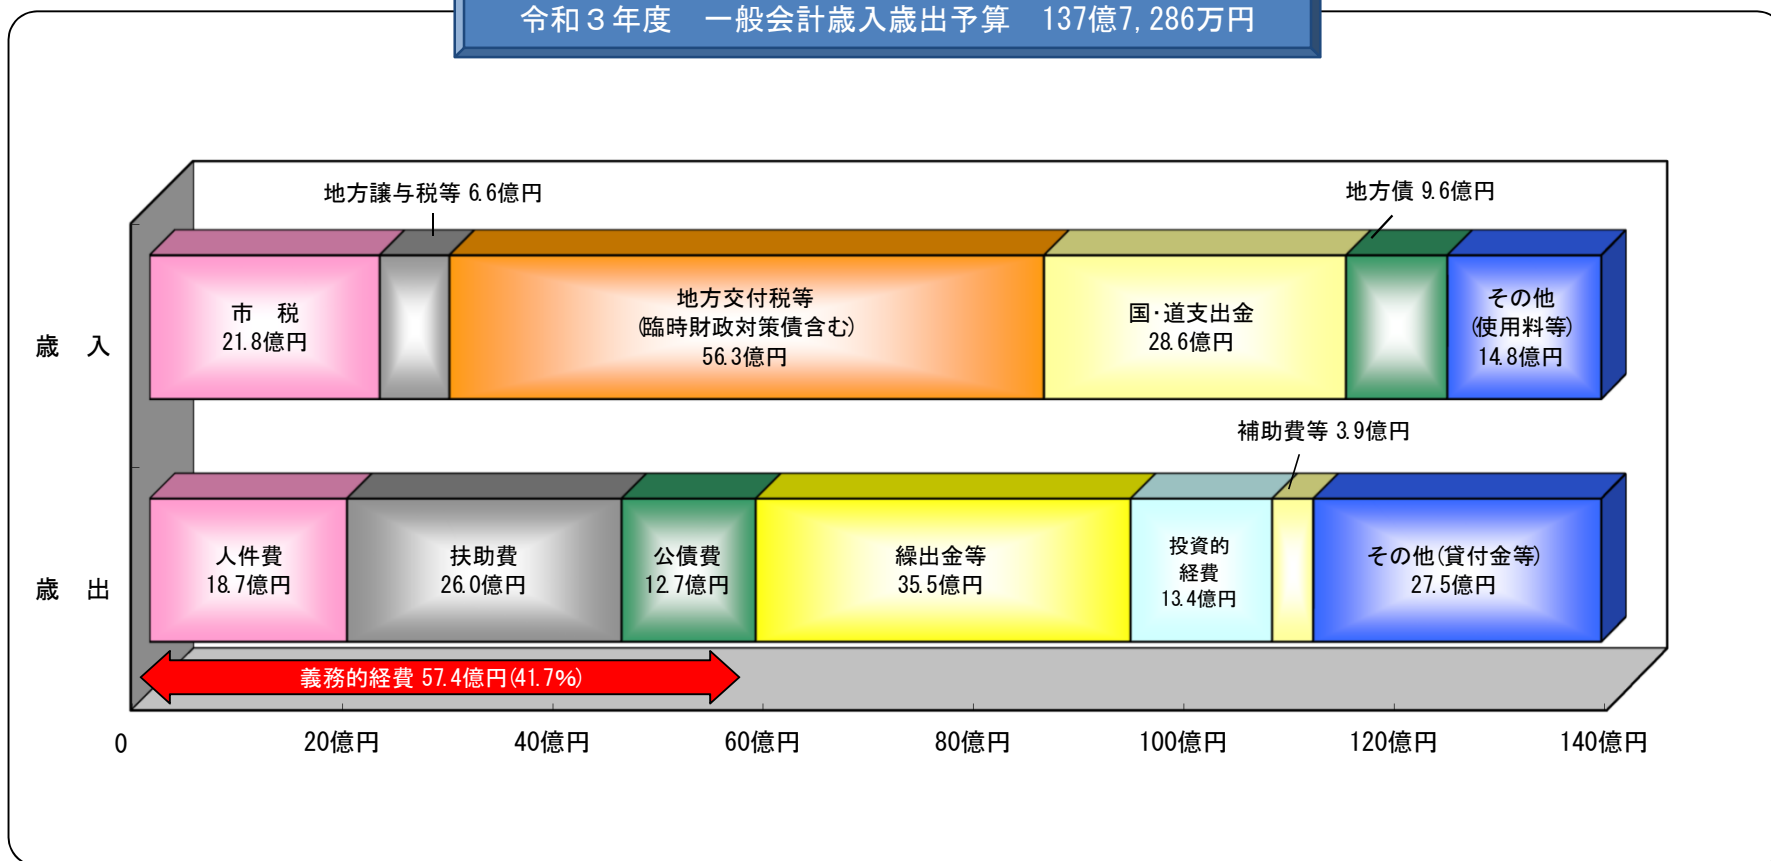 令和３年度　一般会計歳入歳出予算　137億7,286万円
地方譲与税等 6.6億円
地方債 9.6億円
歳　入
市　税
21.8億円
地方交付税等
(臨時財政対策債含む)
56.3億円
国・道支出金
28.6億円
その他
(使用料等)
14.8億円
補助費等 3.9億円
歳　出
人件費
18.7億円
扶助費
26.0億円
公債費
12.7億円
繰出金等
35.5億円
投資的
経費
13.4億円
その他(貸付金等)
27.5億円
義務的経費 57.4億円(41.7%)
0
20億円
40億円
60億円
80億円
100億円
120億円
140億円